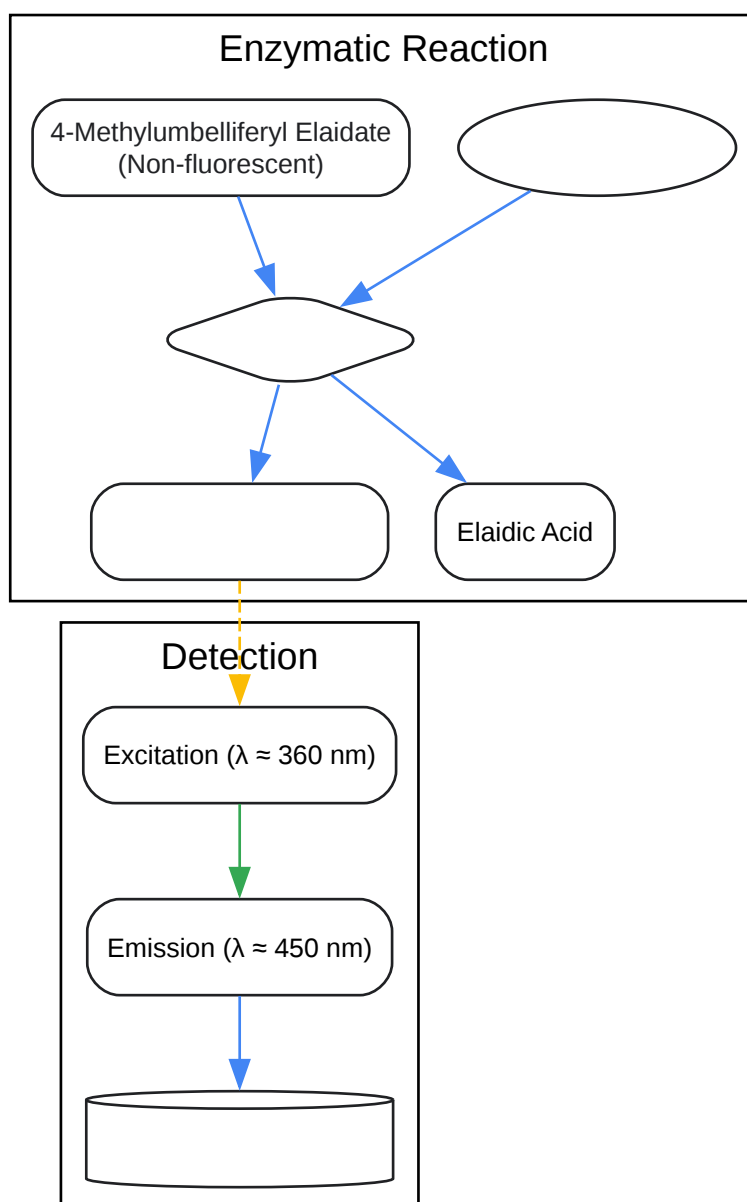 Enzymatic Reaction
4-Methylumbelliferyl Elaidate
(Non-fluorescent)
Elaidic Acid
Detection
Excitation (λ ≈ 360 nm)
Emission (λ ≈ 450 nm)